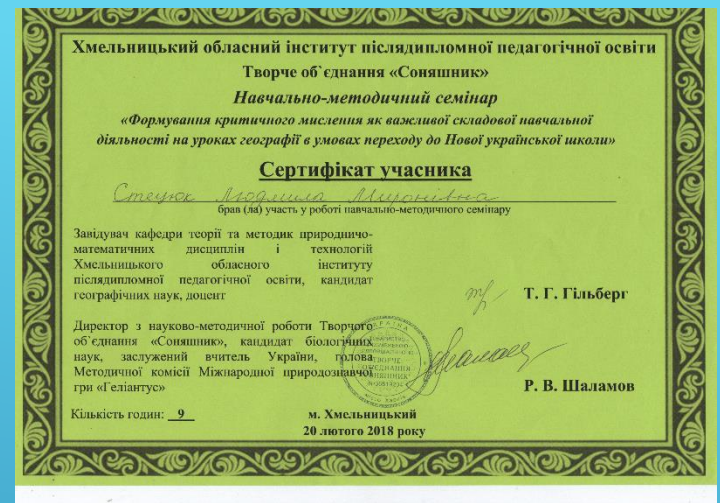 Хмельницький обласний інститут післядипломної педагогічної освіти
Творче об`єднання «Соняшник»
Навчально-методичний семінар
«Формування критичного мислення як важливої складової навчальної
діяльності на уроках географії в умовах переходу до Нової української школи»
Сертифікат учасника
Стецюк Людмила Миронівна
брав (ла) участь у роботі навчально-методичного семінару
Завідувач кафедри теорії та методик природничо-
математичних дисциплін і технологій
Хмельницького обласного інституту
післядипломної педагогічної освіти, кандидат
географічних наук, доцент
Т. Г. Гільберг
Директор з науково-методичної роботи Творчого
об`єднання «Соняшник», кандидат біологічних
наук, заслужений вчитель України, голова
Методичної комісії Міжнародної природознавчої
гри «Геліантус»
Р. В. Шаламов
Кількість годин: 9
м. Хмельницький
20 лютого 2018 року